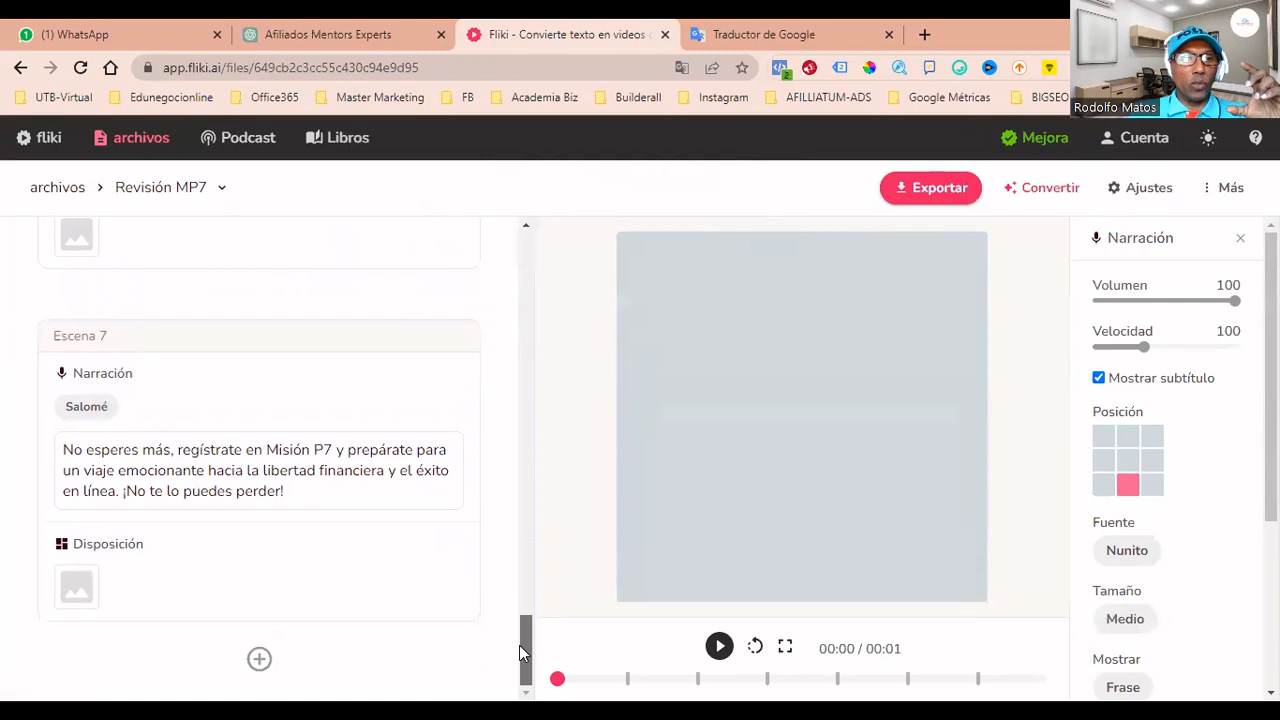 (1) WhatsApp
Afiliados Mentors Experts
Fliki - Convierte texto en videos c
Traductor de Google
app.fliki.ai/files/649cb2c3cc55c430c94e9d95
UTB-Virtual
Edunegocionline
Office365
Master Marketing
FB
Academia Biz
Builderall
Instagram
AFILLIATUM-ADS
Google Métricas
BIGSEO
Rodolfo Matos
fliki
archivos
Podcast
Libros
Mejora
Cuenta
archivos > Revisión MP7
Exportar
Convertir
Ajustes
Más
Escena 7
Narración
Salomé
No esperes más, regístrate en Misión P7 y prepárate para
un viaje emocionante hacia la libertad financiera y el éxito
en línea. ¡No te lo puedes perder!
Disposición
00:00 / 00:01
Narración
Volumen 100
Velocidad 100
Mostrar subtítulo
Posición
Fuente
Nunito
Tamaño
Medio
Mostrar
Frase